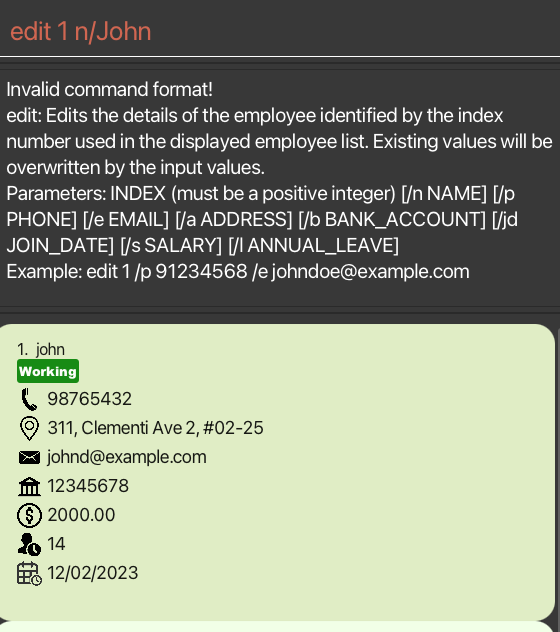 edit 1 n/John
Invalid command format!
edit: Edits the details of the employee identified by the index
number used in the displayed employee list. Existing values will be
overwritten by the input values.
Parameters: INDEX (must be a positive integer) [/n NAME] [/p
PHONE] [/e EMAIL] [/a ADDRESS] [/b BANK_ACCOUNT] [/jd
JOIN_DATE] [/s SALARY] [/l ANNUAL_LEAVE]
Example: edit 1 /p 91234568 /e johndoe@example.com
1. john
Working
98765432
311, Clementi Ave 2, #02-25
johnd@example.com
12345678
2000.00
14
12/02/2023